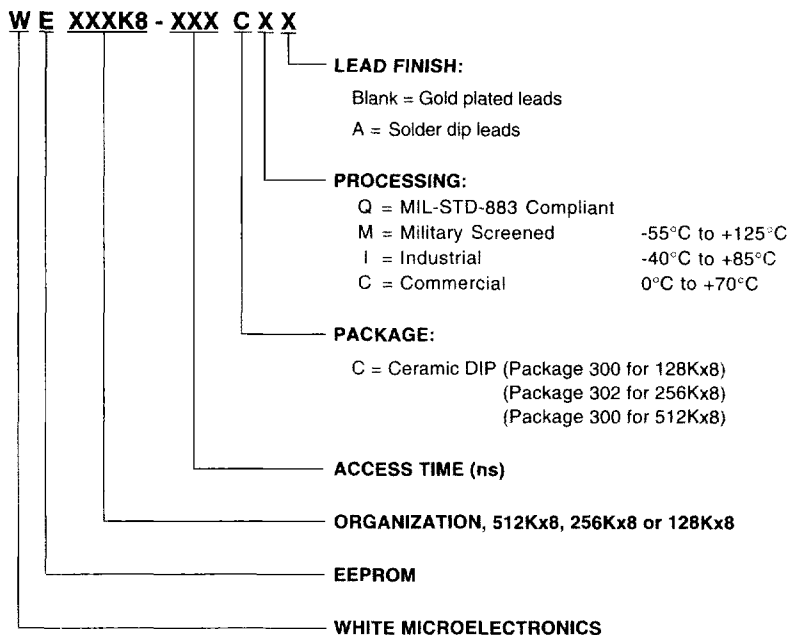 W E XXXK8 - XXX C X X
LEAD FINISH:
Blank = Gold plated leads
A = Solder dip leads
PROCESSING:
Q = MIL-STD-883 Compliant
M = Military Screened -55°C to +125°C
I = Industrial -40°C to +85°C
C = Commercial 0°C to +70°C
PACKAGE:
C = Ceramic DIP (Package 300 for 128Kx8)
(Package 302 for 256Kx8)
(Package 300 for 512Kx8)
ACCESS TIME (ns)
ORGANIZATION, 512Kx8, 256Kx8 or 128Kx8
EEPROM
WHITE MICROELECTRONICS